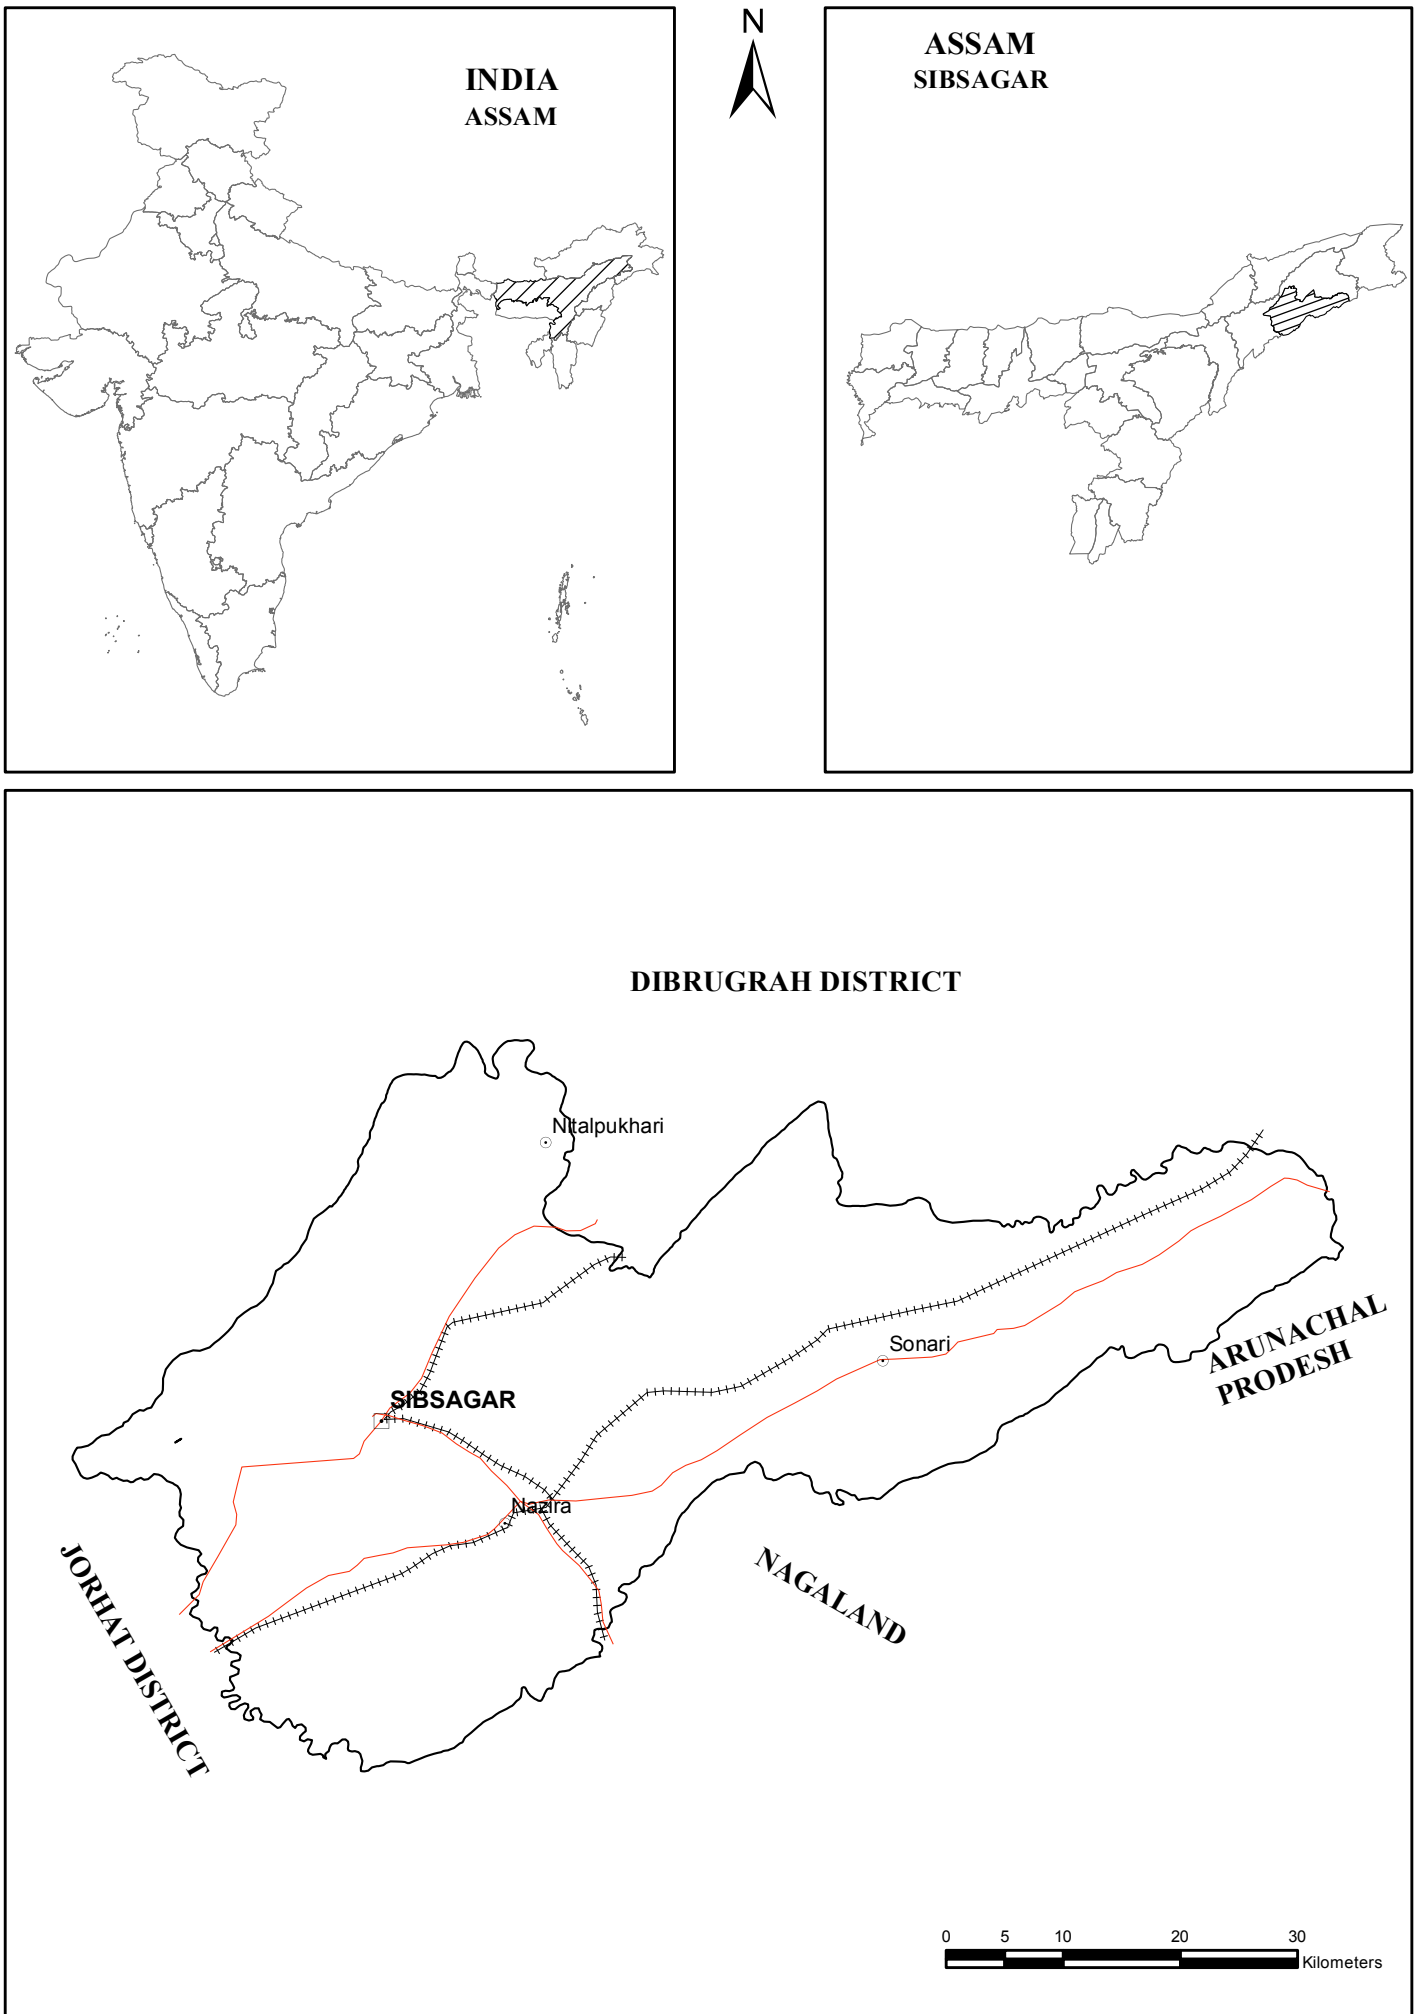 INDIA
ASSAM
N
ASSAM
SIBSAGAR
DIBRUGRAH DISTRICT
Nitalpukhari
Sonari
ARUNACHAL
PRODESH
SIBSAGAR
Nazira
NAGALAND
JORHAT DISTRICT
0 5 10 20 30
Kilometers